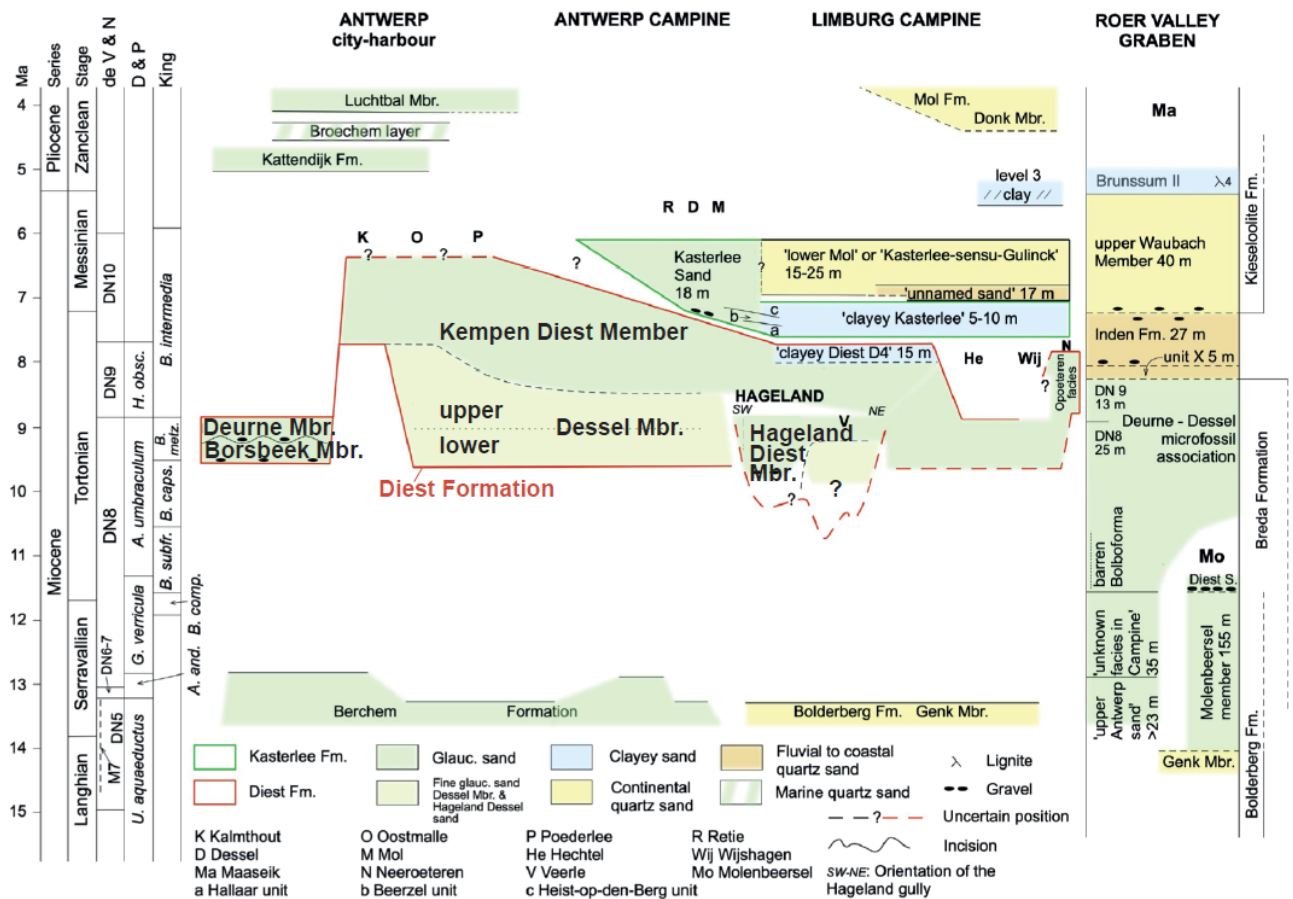 ANTWERP
city-harbour
ANTWERP CAMPINE
LIMBURG CAMPINE
ROER VALLEY
GRABEN
Ma
Series
Stage
de V & N
D & P
King
4
5
6
7
8
9
10
11
12
13
14
15
Pliocene
Miocene
Zanclean
Messinian
Tortonian
Serravallian
Langhian
DN10
DN9
DN8
DN6-7
DN5
M7
H. obsc.
A. umbraculum
G. verricula
U. aquaeductus
B. intermedia
B. metz.
B. caps.
B. subfr.
A. and. B. comp.
Luchtbal Mbr.
Broechem layer
Kattendijk Fm.
Mol Fm.
Donk Mbr.
level 3
//clay //
R D M
K O P
? ?
?
Kasterlee
Sand
18 m
?
'lower Mol' or 'Kasterlee-sensu-Gulinck'
15-25 m
'unnamed sand' 17 m
b
c
a
'clayey Kasterlee' 5-10 m
Kempen Diest Member
'clayey Diest D4' 15 m
He
Wij
N
?
Opoeteren
facies
HAGELAND
SW
NE
V
upper
lower
Dessel Mbr.
Deurne Mbr.
Borsbeek Mbr.
Diest Formation
Hageland
Diest
Mbr.
?
?
Ma
Brunssum II
λ4
upper Waubach
Member 40 m
Inden Fm. 27 m
unit X 5 m
DN 9
13 m
Deurne - Dessel
microfossil
association
DN8
25 m
barren
Bolboforma
Mo
Diest S.
'unknown
facies in
Campine'
35 m
'upper
Antwerp
sand'
>23 m
Molenbeersel
member 155 m
Genk Mbr.
Kieseloolite Fm.
Breda Formation
Bolderberg Fm.
Berchem Formation
Bolderberg Fm. Genk Mbr.
Kasterlee Fm.
Glauc. sand
Clayey sand
Fluvial to coastal
quartz sand
λ Lignite
Gravel
Diest Fm.
Fine glauc. sand
Dessel Mbr. &
Hageland Dessel
sand
Continental
quartz sand
Marine quartz sand
? Uncertain position
Incision
K Kalmthout
O Oostmalle
P Poederlee
R Retie
D Dessel
M Mol
He Hechtel
Wij Wijshagen
Ma Maaseik
N Neeroeteren
V Veerle
Mo Molenbeersel
a Hallaar unit
b Beerzel unit
c Heist-op-den-Berg unit
SW-NE: Orientation of the
Hageland gully